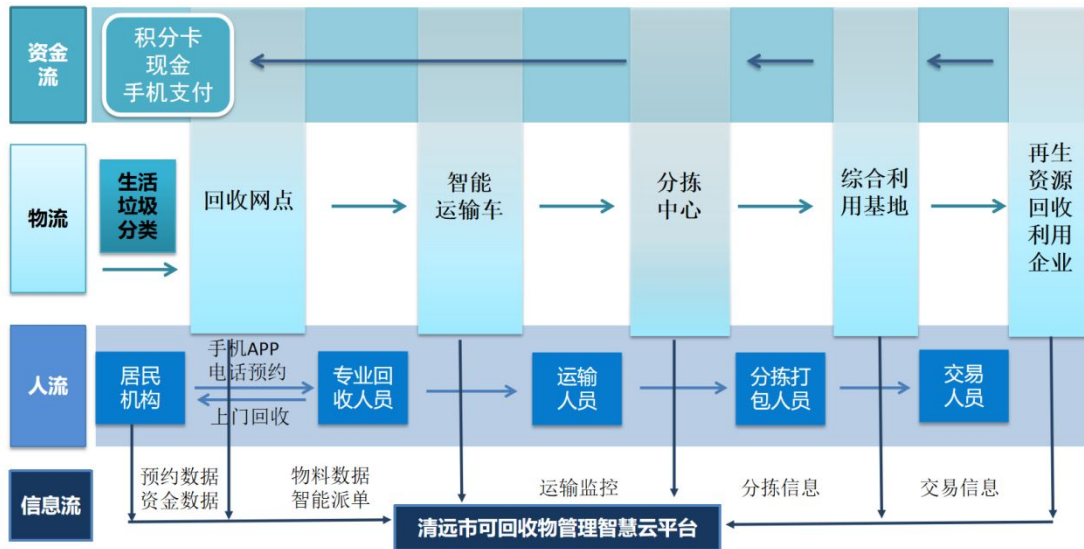 资金
流
积分卡
现金
手机支付
物流
生活
垃圾
分类
回收网点
智能
运输车
分拣
中心
综合利
用基地
再生
资源
回收
利用
企业
人流
居民
机构
手机APP
电话预约
上门回收
专业回
收人员
运输
人员
分拣打
包人员
交易
人员
信息流
预约数据
资金数据
物料数据
智能派单
运输监控
分拣信息
交易信息
清远市可回收物管理智慧云平台